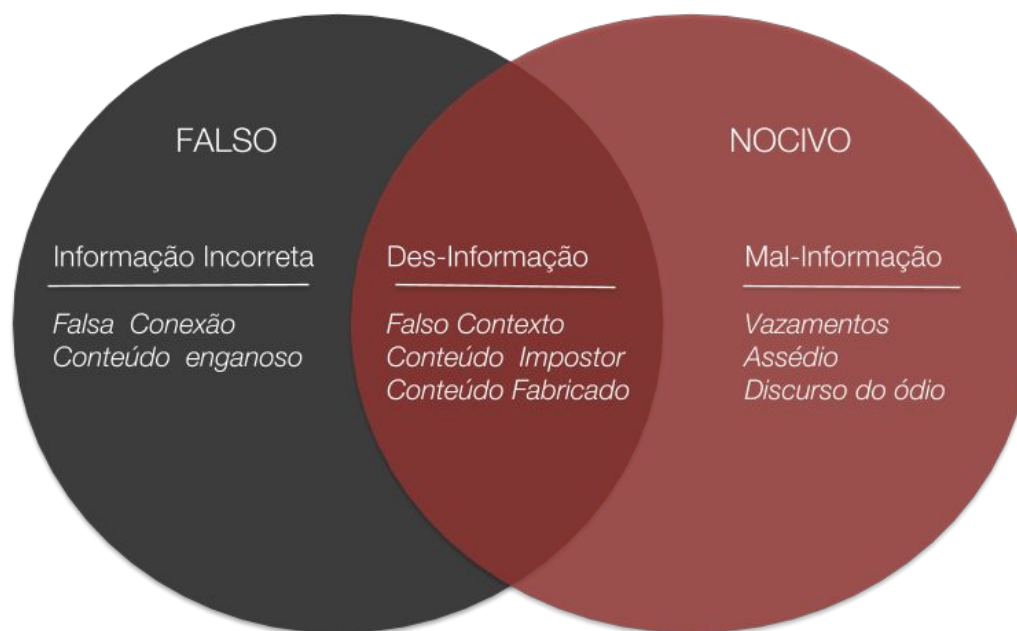 FALSO
NOCIVO
Informação Incorreta
Falsa Conexão
Conteúdo enganoso
Des-Informação
Falso Contexto
Conteúdo Impostor
Conteúdo Fabricado
Mal-Informação
Vazamentos
Assédio
Discurso do ódio